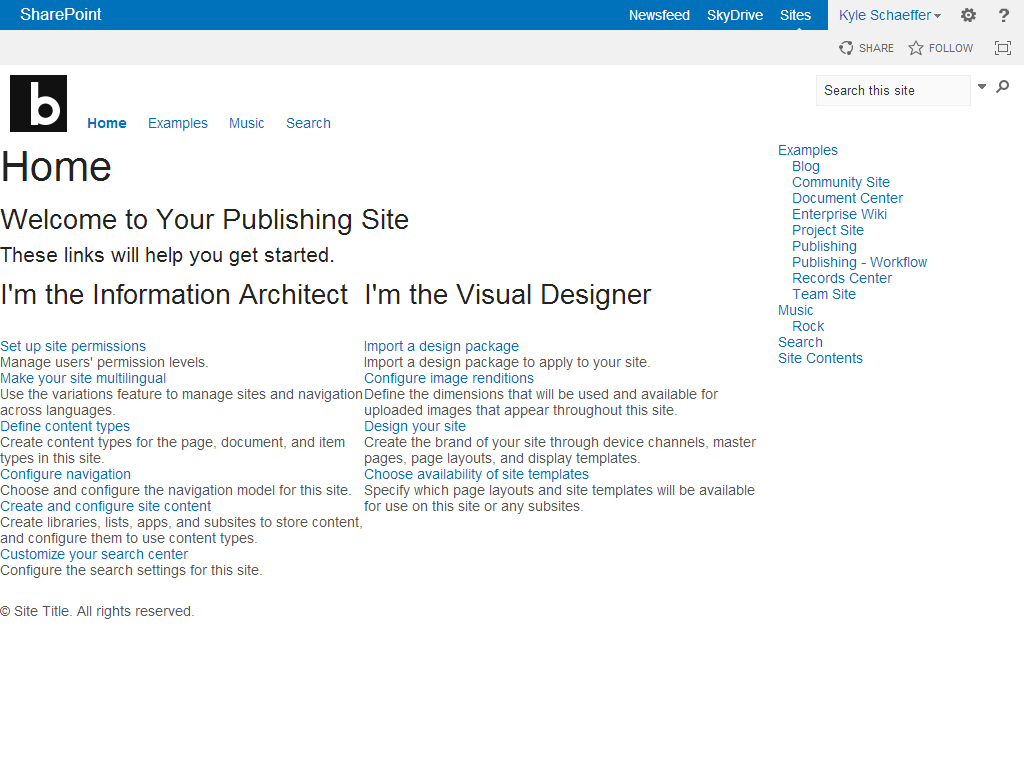 SharePoint
Newsfeed SkyDrive Sites Kyle Schaeffer ?
SHARE FOLLOW
b
Search this site
Home Examples Music Search
Home
Welcome to Your Publishing Site
These links will help you get started.
I'm the Information Architect
Set up site permissions
Manage users' permission levels.
Make your site multilingual
Use the variations feature to manage sites and navigation
across languages.
Define content types
Create content types for the page, document, and item
types in this site.
Configure navigation
Choose and configure the navigation model for this site.
Create and configure site content
Create libraries, lists, apps, and subsites to store content,
and configure them to use content types.
Customize your search center
Configure the search settings for this site.
I'm the Visual Designer
Import a design package
Import a design package to apply to your site.
Configure image renditions
Define the dimensions that will be used and available for
uploaded images that appear throughout this site.
Design your site
Create the brand of your site through device channels, master
pages, page layouts, and display templates.
Choose availability of site templates
Specify which page layouts and site templates will be available
for use on this site or any subsites.
Examples
Blog
Community Site
Document Center
Enterprise Wiki
Project Site
Publishing
Publishing - Workflow
Records Center
Team Site
Music
Rock
Search
Site Contents
© Site Title. All rights reserved.